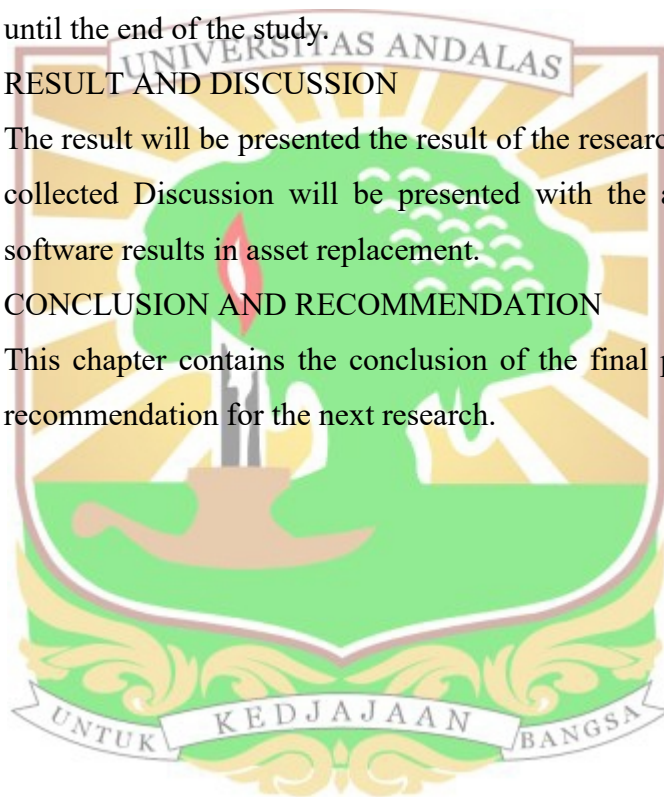 until the end of the study.
UNIVERSITAS ANDALAS
RESULT AND DISCUSSION
The result will be presented the result of the researc
collected Discussion will be presented with the a
software results in asset replacement.
CONCLUSION AND RECOMMENDATION
This chapter contains the conclusion of the final p
recommendation for the next research.
UNTUK KEDJAJAAN BANGSA